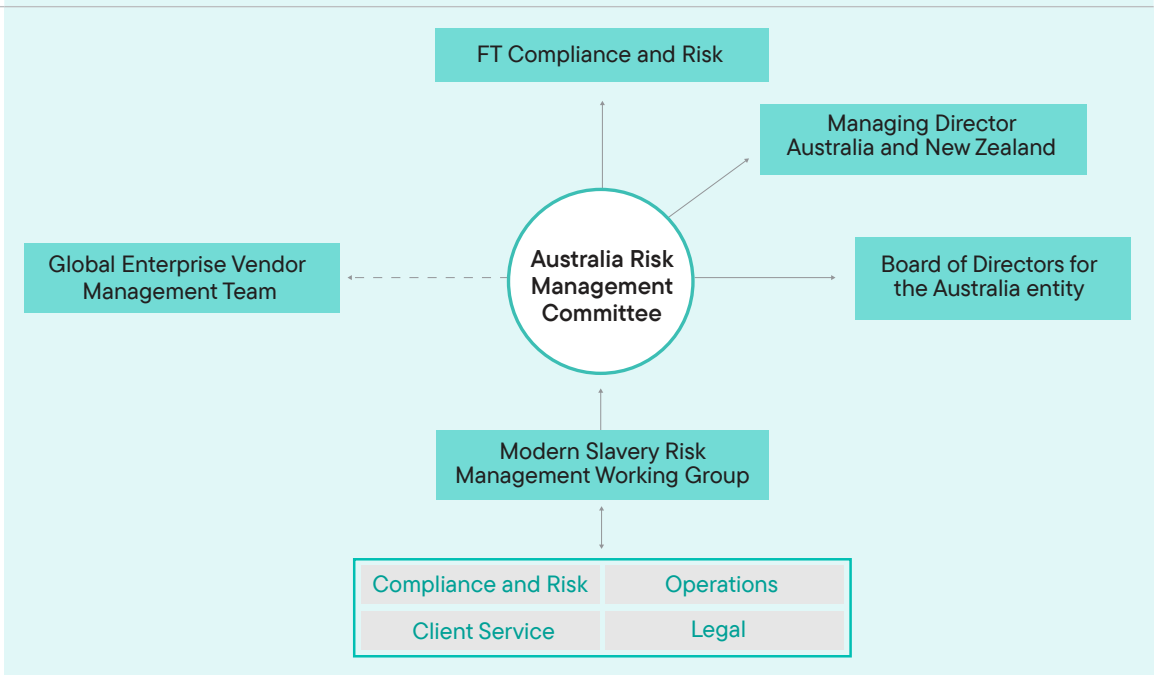 FT Compliance and Risk
Managing Director
Australia and New Zealand
Global Enterprise Vendor
Management Team
Australia Risk
Management
Committee
Board of Directors for
the Australia entity
Modern Slavery Risk
Management Working Group
Compliance and Risk
Operations
Client Service
Legal